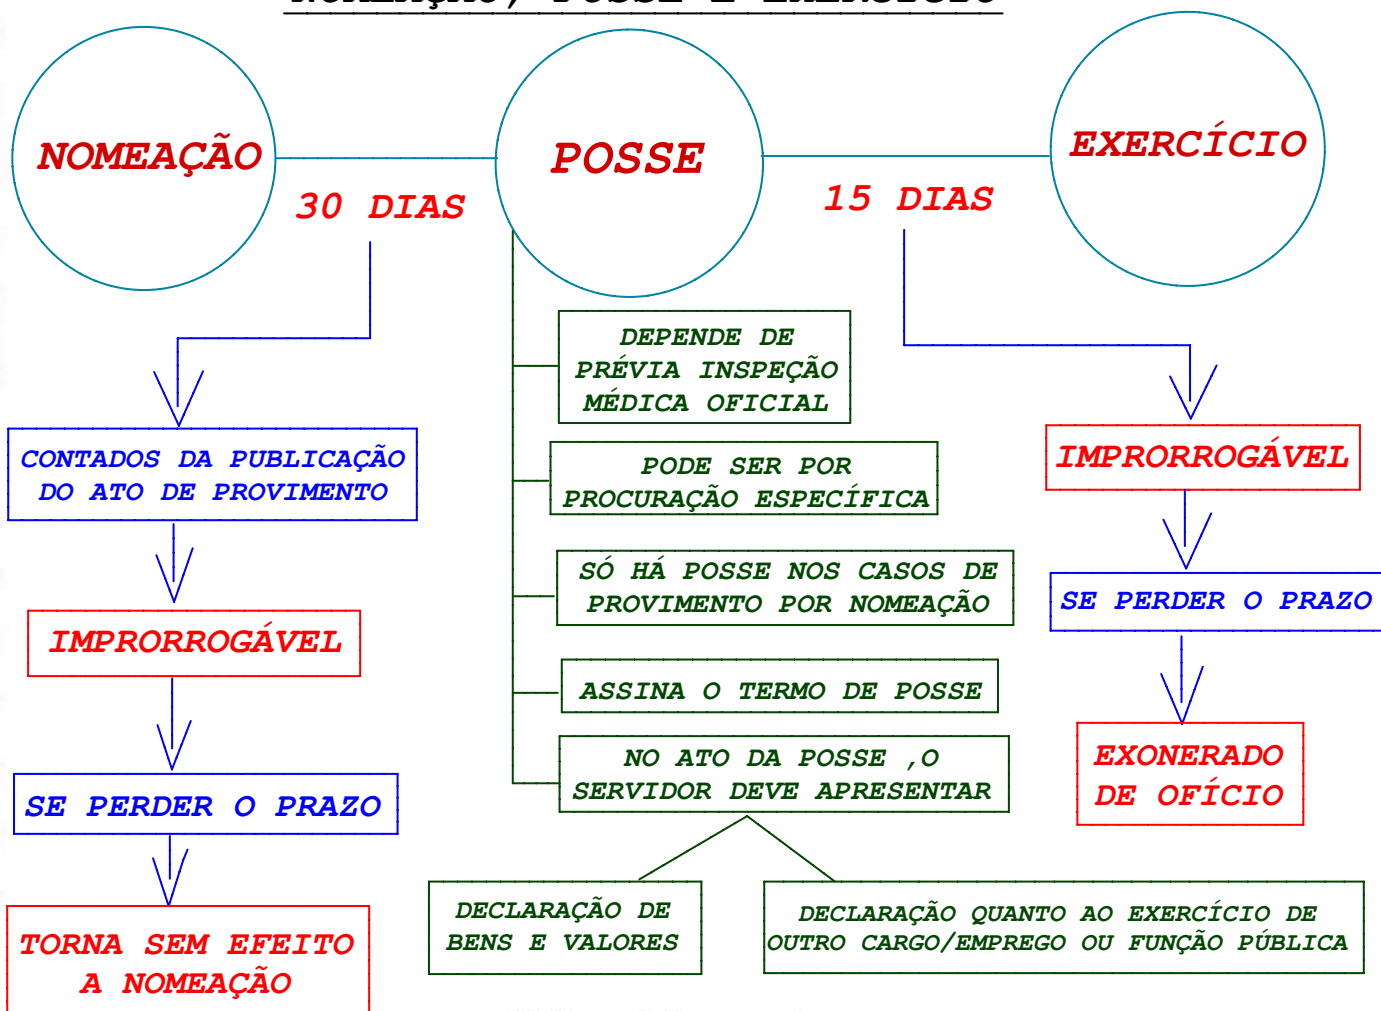 NOMEAÇÃO, POSSE E EXERCÍCIO
NOMEAÇÃO
POSSE
EXERCÍCIO
30 DIAS
15 DIAS
CONTADOS DA PUBLICAÇÃO
DO ATO DE PROVIMENTO
IMPRORROGÁVEL
SE PERDER O PRAZO
TORNA SEM EFEITO
A NOMEAÇÃO
DEPENDE DE
PRÉVIA INSPEÇÃO
MÉDICA OFICIAL
PODE SER POR
PROCURAÇÃO ESPECÍFICA
SÓ HÁ POSSE NOS CASOS DE
PROVIMENTO POR NOMEAÇÃO
ASSINA O TERMO DE POSSE
NO ATO DA POSSE ,O
SERVIDOR DEVE APRESENTAR
DECLARAÇÃO DE
BENS E VALORES
DECLARAÇÃO QUANTO AO EXERCÍCIO DE
OUTRO CARGO/EMPREGO OU FUNÇÃO PÚBLICA
IMPRORROGÁVEL
SE PERDER O PRAZO
EXONERADO
DE OFÍCIO